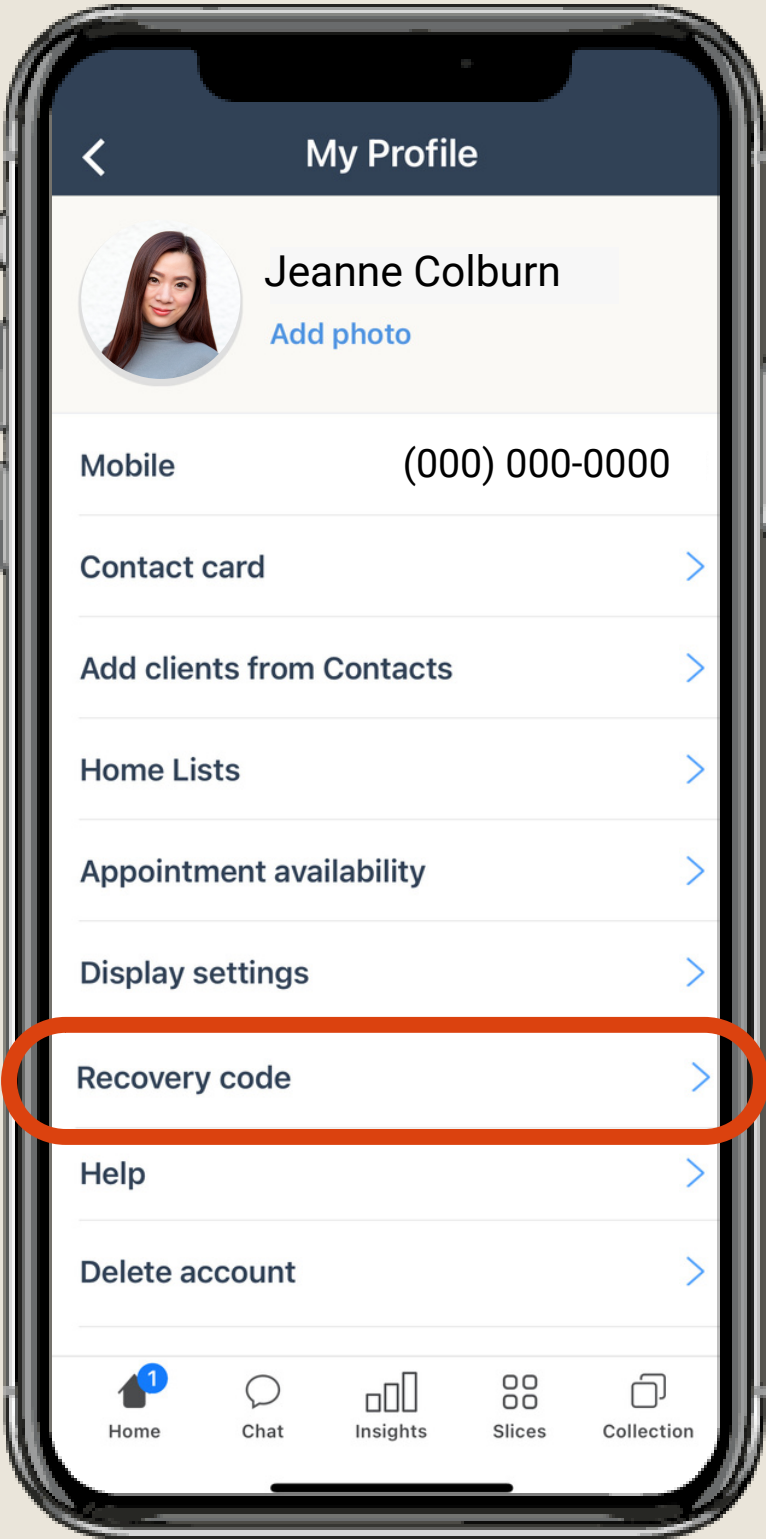 My Profile
Jeanne Colburn
Add photo
Mobile (000) 000-0000
Contact card
Add clients from Contacts
Home Lists
Appointment availability
Display settings
Recovery code
Help
Delete account
1
Home Chat Insights Slices Collection